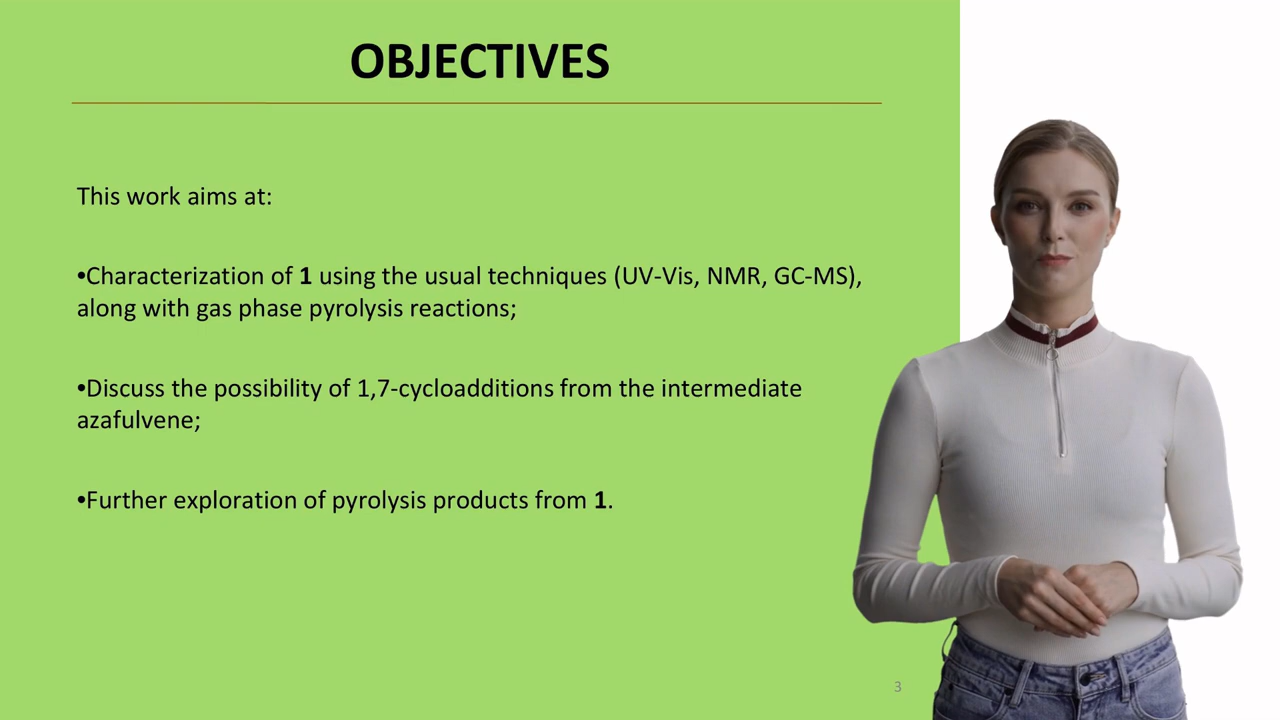 OBJECTIVES
This work aims at:
•Characterization of 1 using the usual techniques (UV-Vis, NMR, GC-MS),
along with gas phase pyrolysis reactions;
•Discuss the possibility of 1,7-cycloadditions from the intermediate
azafulvene;
•Further exploration of pyrolysis products from 1.
3